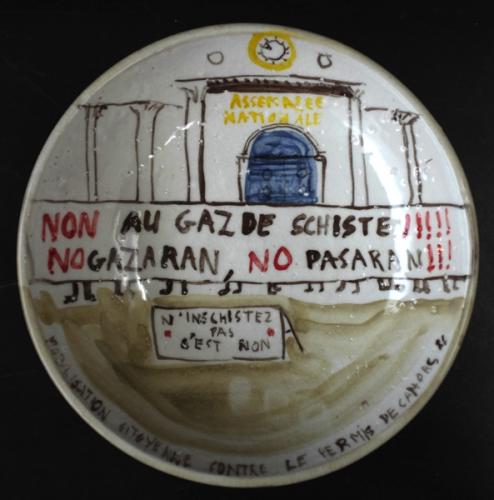 ASSEMBLEE
NATIONALE
NON AU GAZ DE SCHISTE !!!!!
NO GAZARAN, NO PASARAN !!!
N'INSCHISTEZ
PAS
C'EST NON
MOBILISATION CITOYENNE CONTRE LE PERMIS DE CAHORS